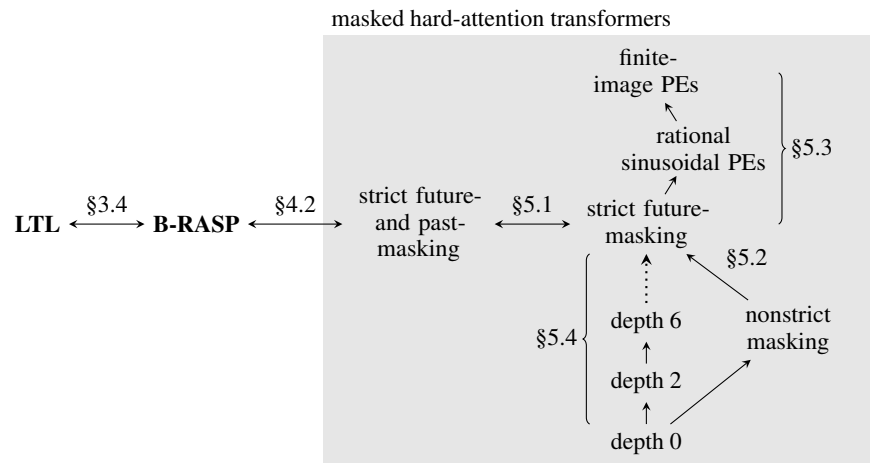 masked hard-attention transformers
finite-
image PEs
rational
sinusoidal PEs
§5.3
LTL
§3.4
B-RASP
§4.2
strict future-
and past-
masking
§5.1
strict future-
masking
§5.2
§5.4
depth 6
nonstrict
masking
depth 2
depth 0